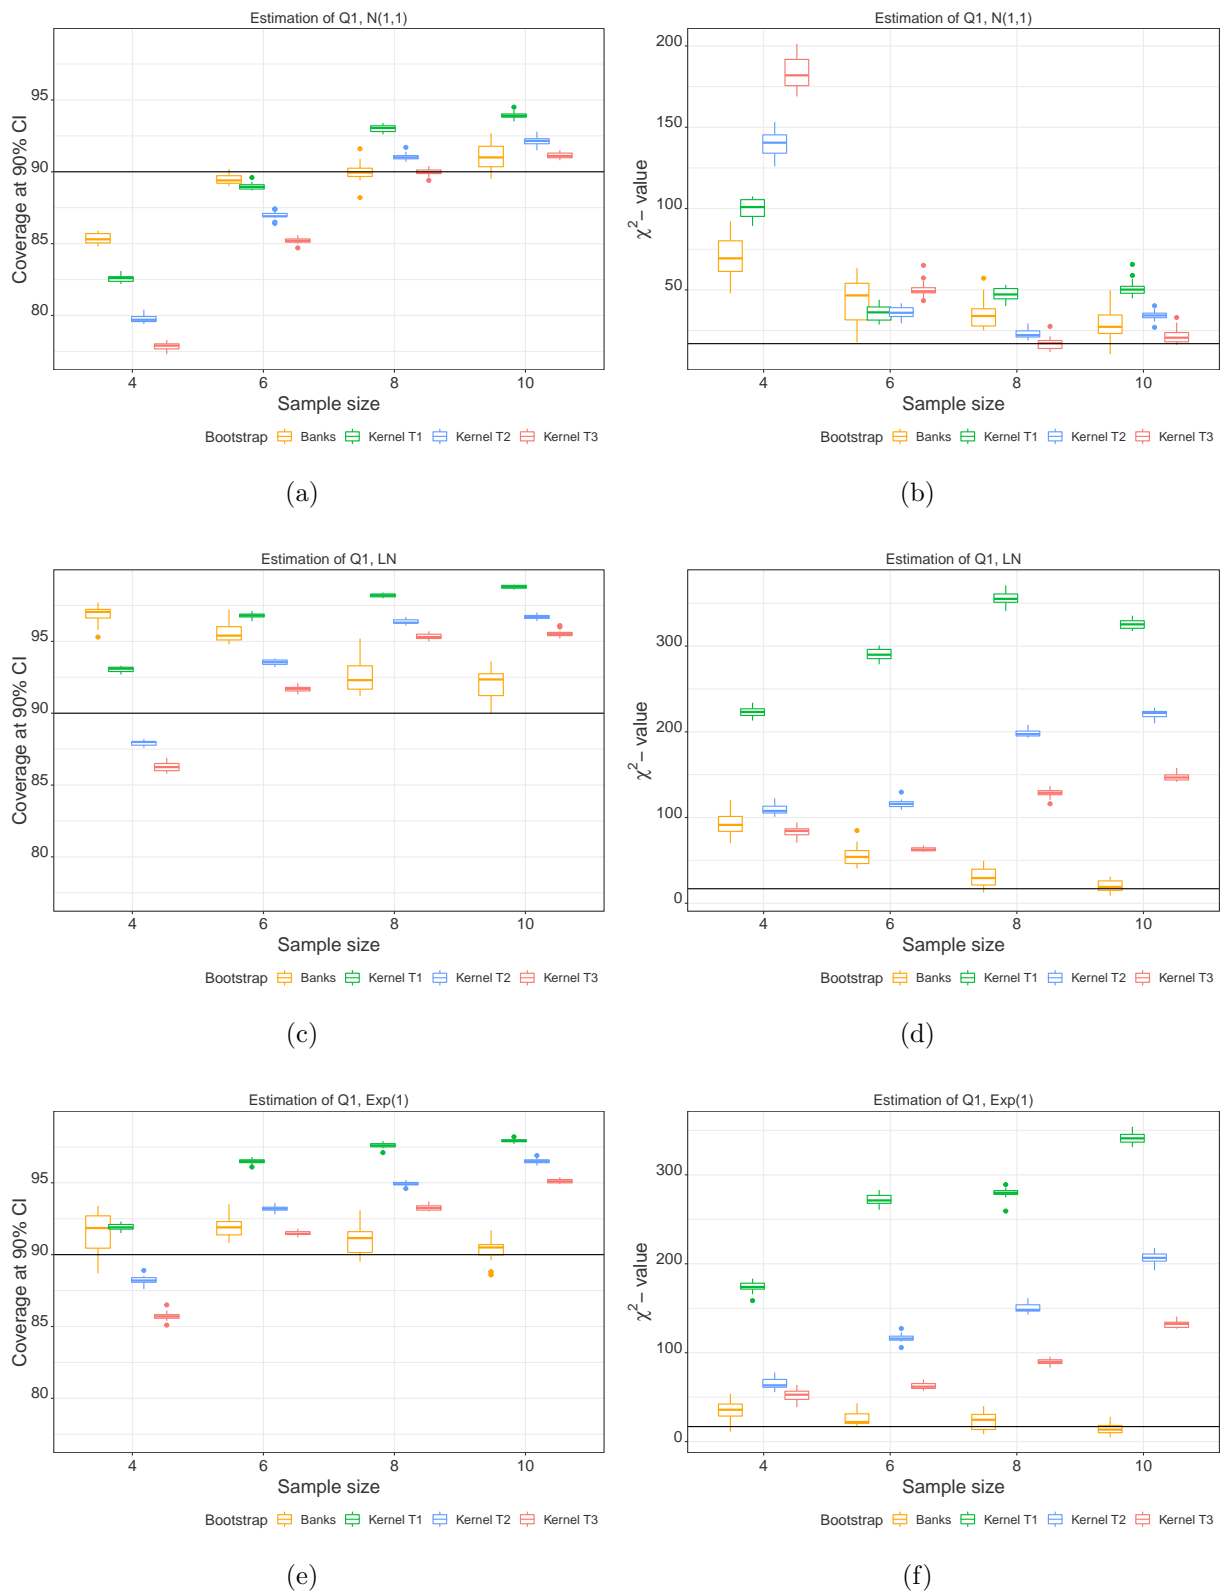 Estimation of Q1, N(1,1)
Coverage at 90% CI
95
90
85
80
4 6 8 10
Sample size
Bootstrap Banks Kernel T1 Kernel T2 Kernel T3
(a)
Estimation of Q1, N(1,1)
χ²− value
200
150
100
50
4 6 8 10
Sample size
Bootstrap Banks Kernel T1 Kernel T2 Kernel T3
(b)
Estimation of Q1, LN
Coverage at 90% CI
95
90
85
80
4 6 8 10
Sample size
Bootstrap Banks Kernel T1 Kernel T2 Kernel T3
(c)
Estimation of Q1, LN
χ²− value
300
200
100
0
4 6 8 10
Sample size
Bootstrap Banks Kernel T1 Kernel T2 Kernel T3
(d)
Estimation of Q1, Exp(1)
Coverage at 90% CI
95
90
85
80
4 6 8 10
Sample size
Bootstrap Banks Kernel T1 Kernel T2 Kernel T3
(e)
Estimation of Q1, Exp(1)
χ²− value
300
200
100
0
4 6 8 10
Sample size
Bootstrap Banks Kernel T1 Kernel T2 Kernel T3
(f)